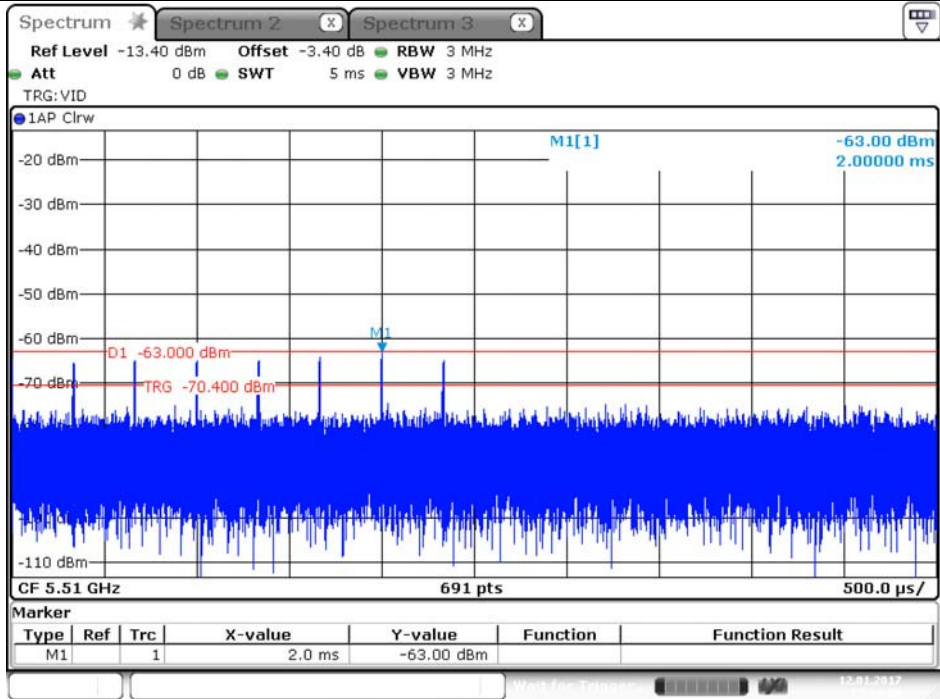 Spectrum Spectrum 2 X Spectrum 3 X
Ref Level -13.40 dBm Offset -3.40 dB RBW 3 MHz
Att 0 dB SWT 5 ms VBW 3 MHz
TRG:VID
1AP Clrw
M1[1] -63.00 dBm
2.00000 ms
-20 dBm
-30 dBm
-40 dBm
-50 dBm
-60 dBm
M1
D1 -63.000 dBm
-70 dBm
TRG -70.400 dBm
-110 dBm
CF 5.51 GHz 691 pts 500.0 µs/
Marker
Type Ref Trc X-value Y-value Function Function Result
M1 1 2.0 ms -63.00 dBm
Wait for Trigger 12.01.2017